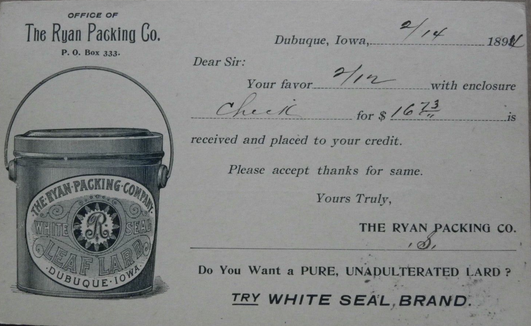 OFFICE OF
The Ryan Packing Co.
P. O. Box 333.
Dubuque, Iowa, 2/14 1894
Dear Sir:
Your favor 2/12 with enclosure
Check for $ 16 73/ is
received and placed to your credit.
Please accept thanks for same.
Yours Truly,
THE RYAN PACKING CO.
S.
THE RYAN-PACKING-COMPANY
WHITE SEAL
R
LEAF LARD
DUBUQUE-IOWA
Do You Want a PURE, UNADULTERATED LARD ?
TRY WHITE SEAL BRAND.